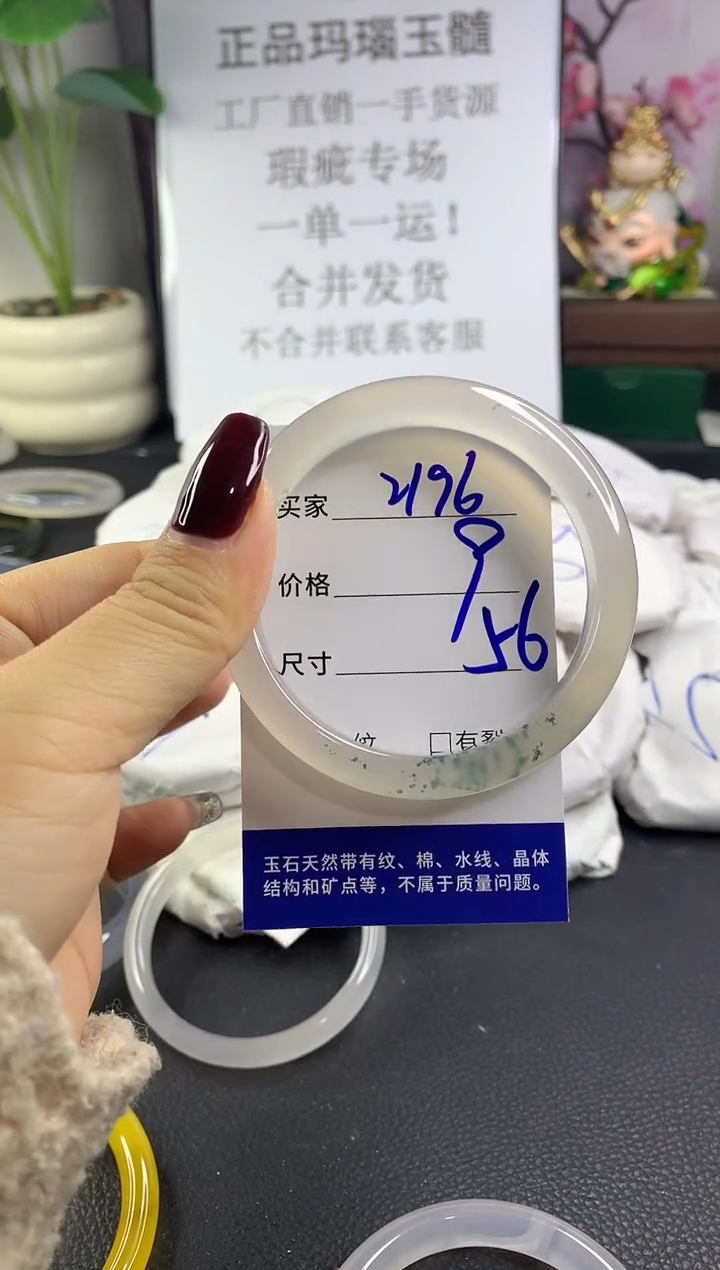 正品玛瑙玉髓
工厂直销一手货源
瑕疵专场
一单一运！
合并发货
不合并联系客服
买家 2196
价格 9
尺寸 56
纹 口有裂
玉石天然带有纹、棉、水线、晶体
结构和矿点等，不属于质量问题。